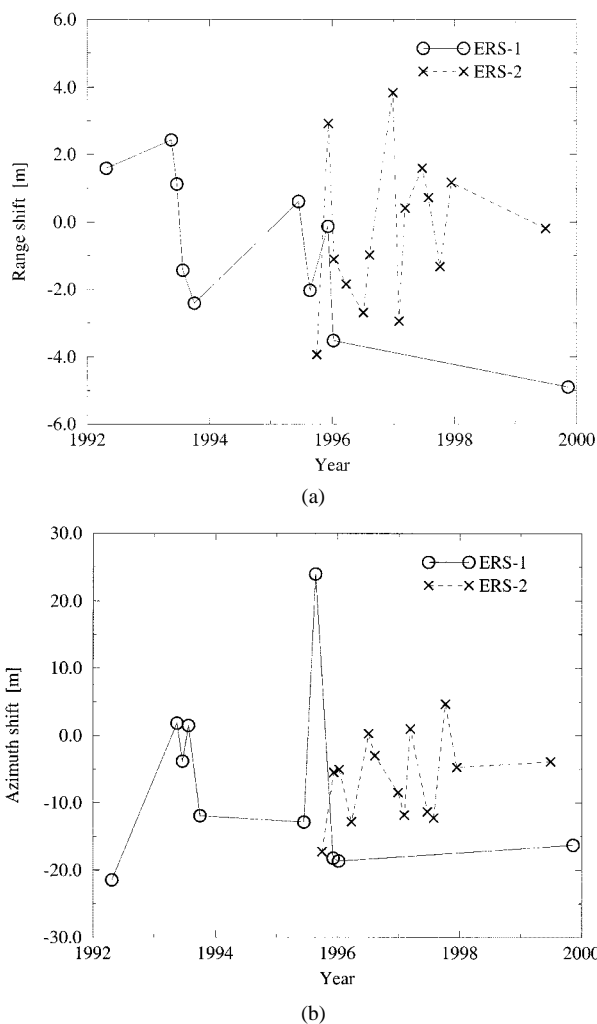 6.0
4.0
2.0
0.0
-2.0
-4.0
-6.0
Range shift [m]
ERS-1
ERS-2
1992 1994 1996 1998 2000
Year
(a)
30.0
20.0
10.0
0.0
-10.0
-20.0
-30.0
Azimuth shift [m]
ERS-1
ERS-2
1992 1994 1996 1998 2000
Year
(b)